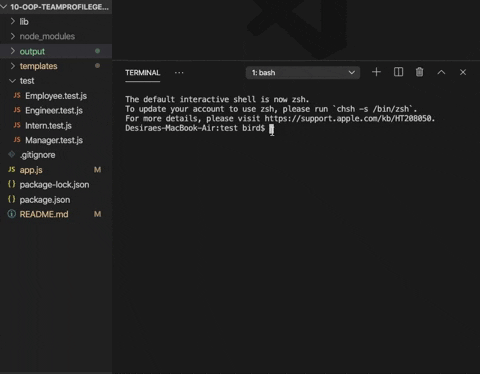 10-OOP-TEAMPROFILEGE...
lib
node_modules
output
templates
test
JS Employee.test.js
JS Engineer.test.js
JS Intern.test.js
JS Manager.test.js
.gitignore
JS app.js M
{} package-lock.json
{} package.json
README.md M
TERMINAL ... 1: bash
The default interactive shell is now zsh.
To update your account to use zsh, please run `chsh -s /bin/zsh`.
For more details, please visit https://support.apple.com/kb/HT208050.
Desiraes-MacBook-Air:test bird$